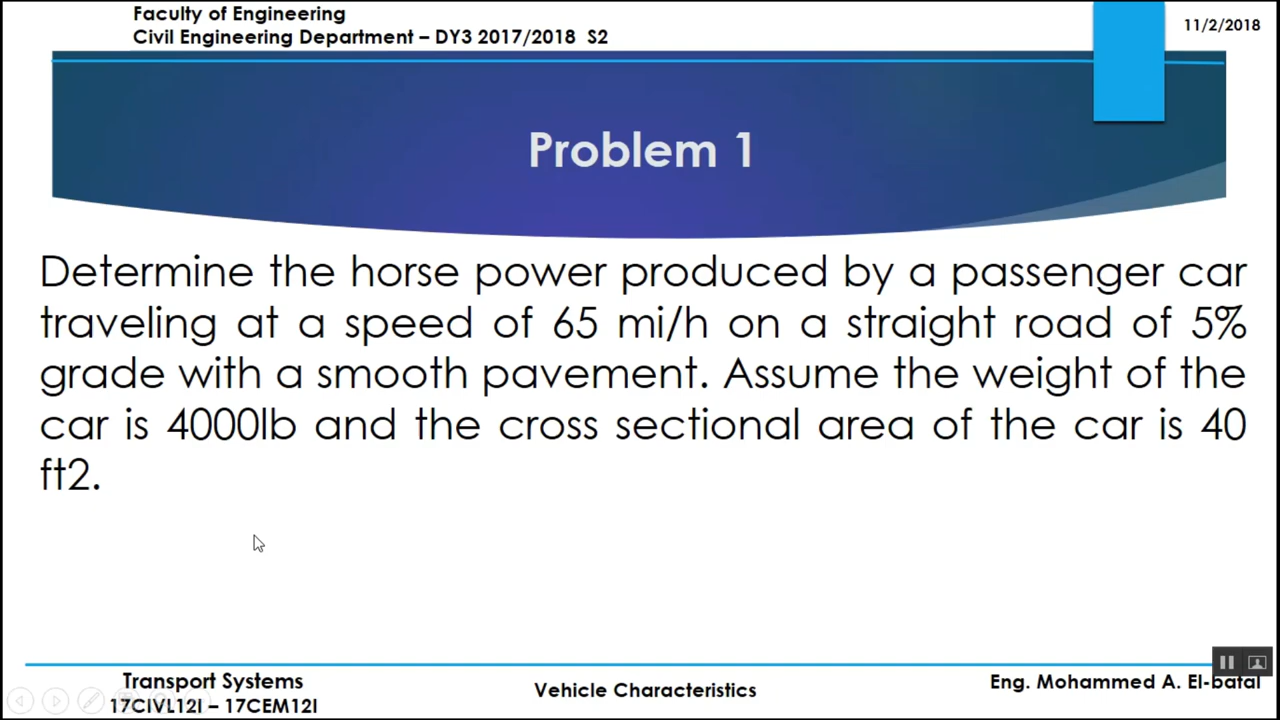 Faculty of Engineering
Civil Engineering Department – DY3 2017/2018 S2
11/2/2018
Problem 1
Determine the horse power produced by a passenger car
traveling at a speed of 65 mi/h on a straight road of 5%
grade with a smooth pavement. Assume the weight of the
car is 4000lb and the cross sectional area of the car is 40
ft2.
Transport Systems
17CIVL12I – 17CEM12I
Vehicle Characteristics
Eng. Mohammed A. El-batal